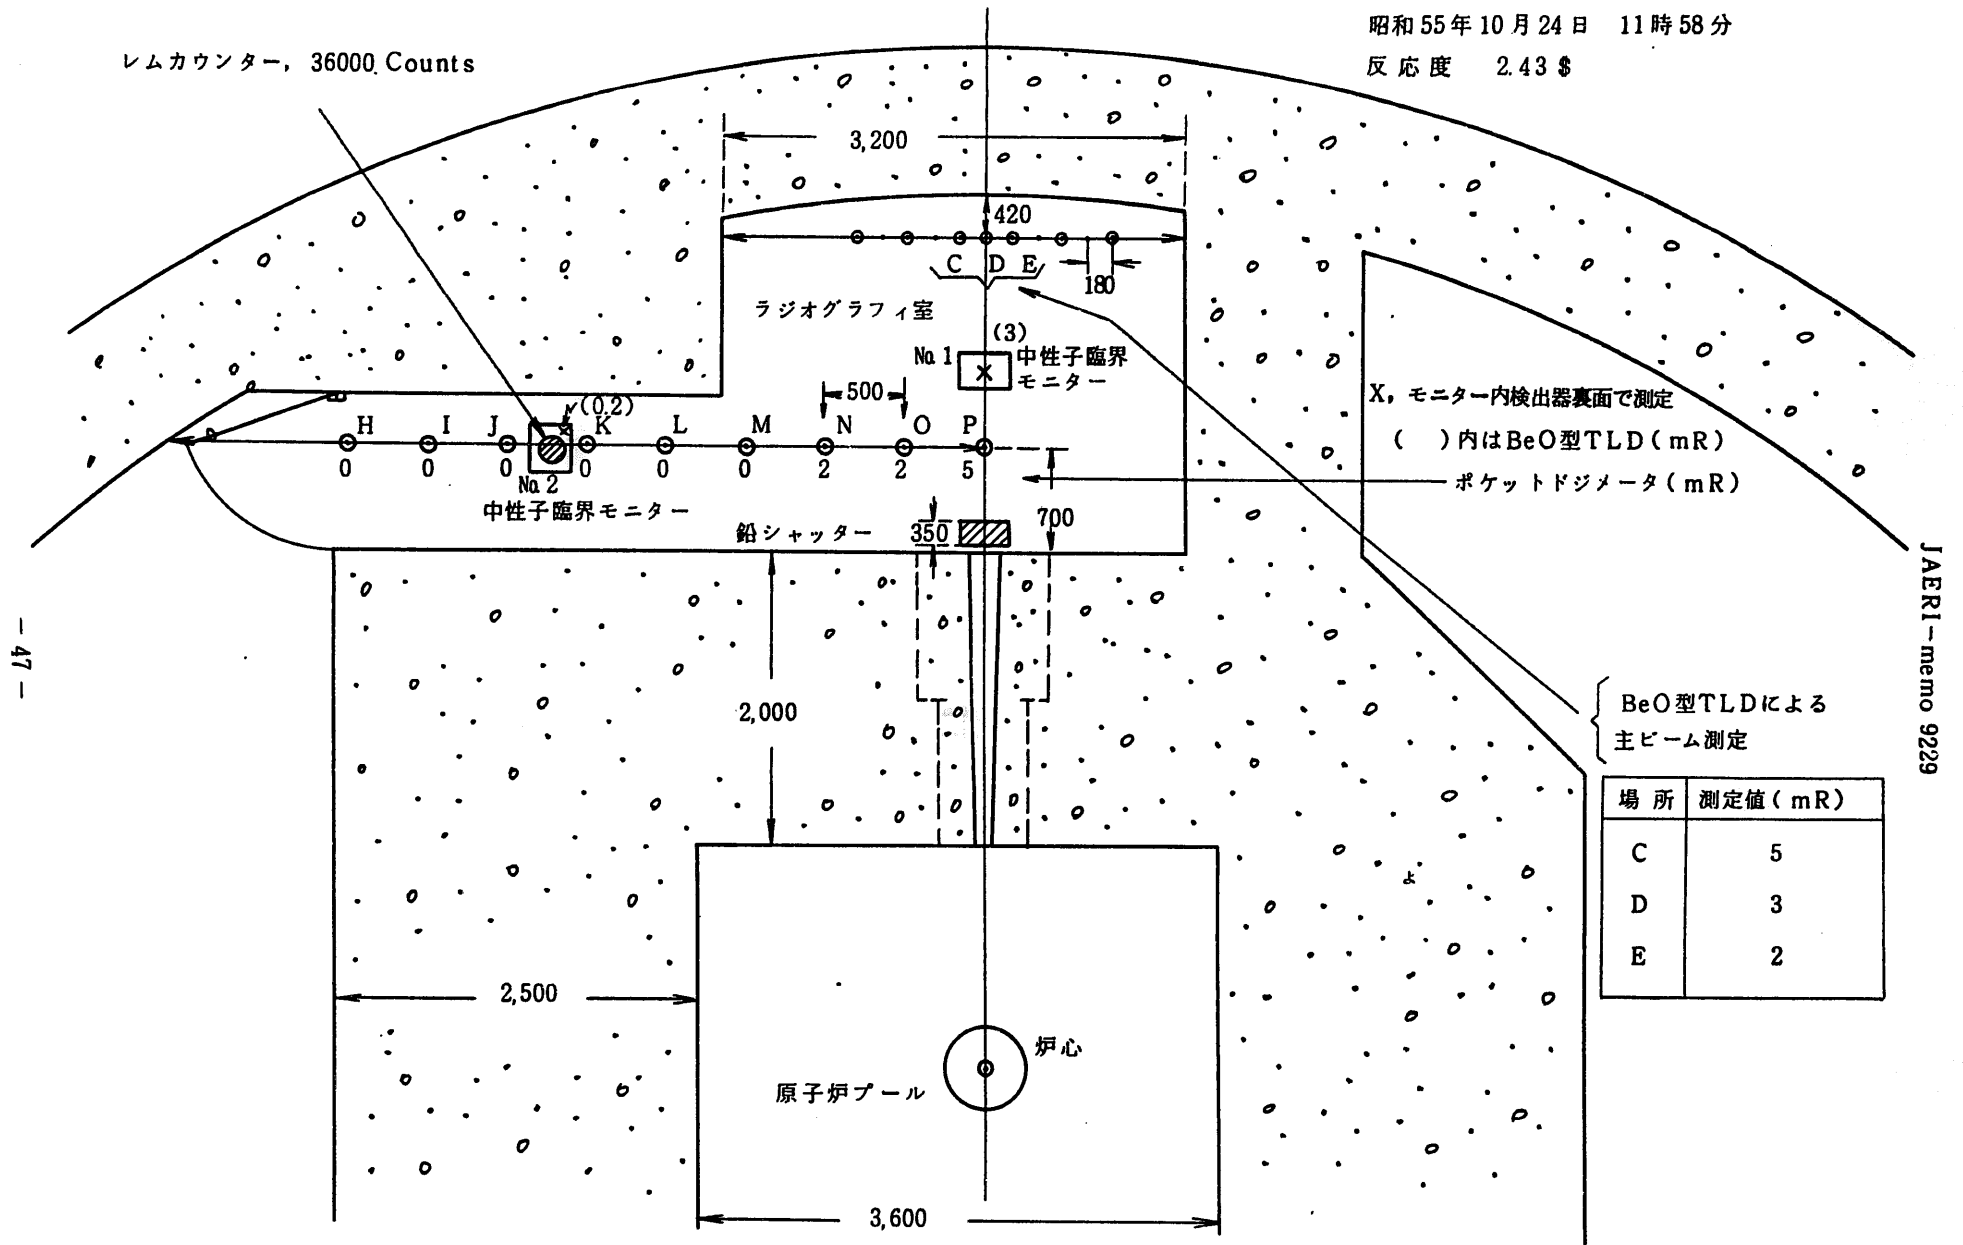 昭和55年10月24日 11時58分
反応度 2.43 $
レムカウンター, 36000 Counts
3,200
420
C D E
180
ラジオグラフィ室
(3)
No.1 中性子臨界
モニター
500
(0.2)
H I J K L M N O P
0 0 0 0 0 0 2 2 5
No.2
中性子臨界モニター
X, モニター内検出器裏面で測定
( )内はBeO型TLD(mR)
ポケットドジメータ(mR)
鉛シャッター 350
700
2,000
BeO型TLDによる
主ビーム測定
場所 測定値(mR)
C 5
D 3
E 2
2,500
炉心
原子炉プール
3,600
JAERI-memo 9229
- 47 -